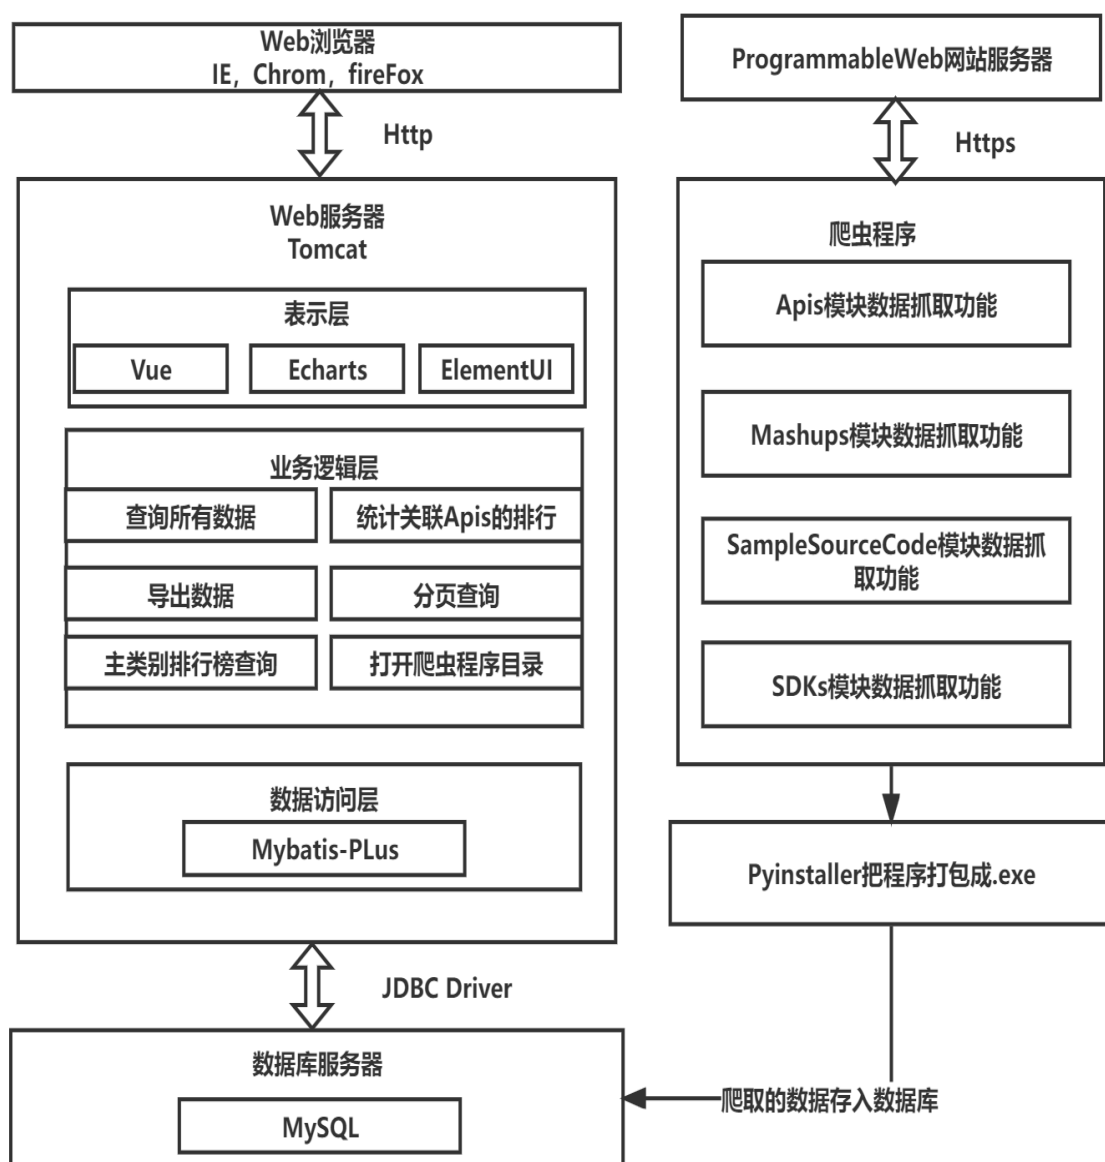 Web浏览器
IE，Chrom，fireFox
Http
Web服务器
Tomcat
表示层
Vue
Echarts
ElementUI
业务逻辑层
查询所有数据
统计关联Apis的排行
导出数据
分页查询
主类别排行榜查询
打开爬虫程序目录
数据访问层
Mybatis-PLus
JDBC Driver
数据库服务器
MySQL
ProgrammableWeb网站服务器
Https
爬虫程序
Apis模块数据抓取功能
Mashups模块数据抓取功能
SampleSourceCode模块数据抓
取功能
SDKs模块数据抓取功能
Pyinstaller把程序打包成.exe
爬取的数据存入数据库